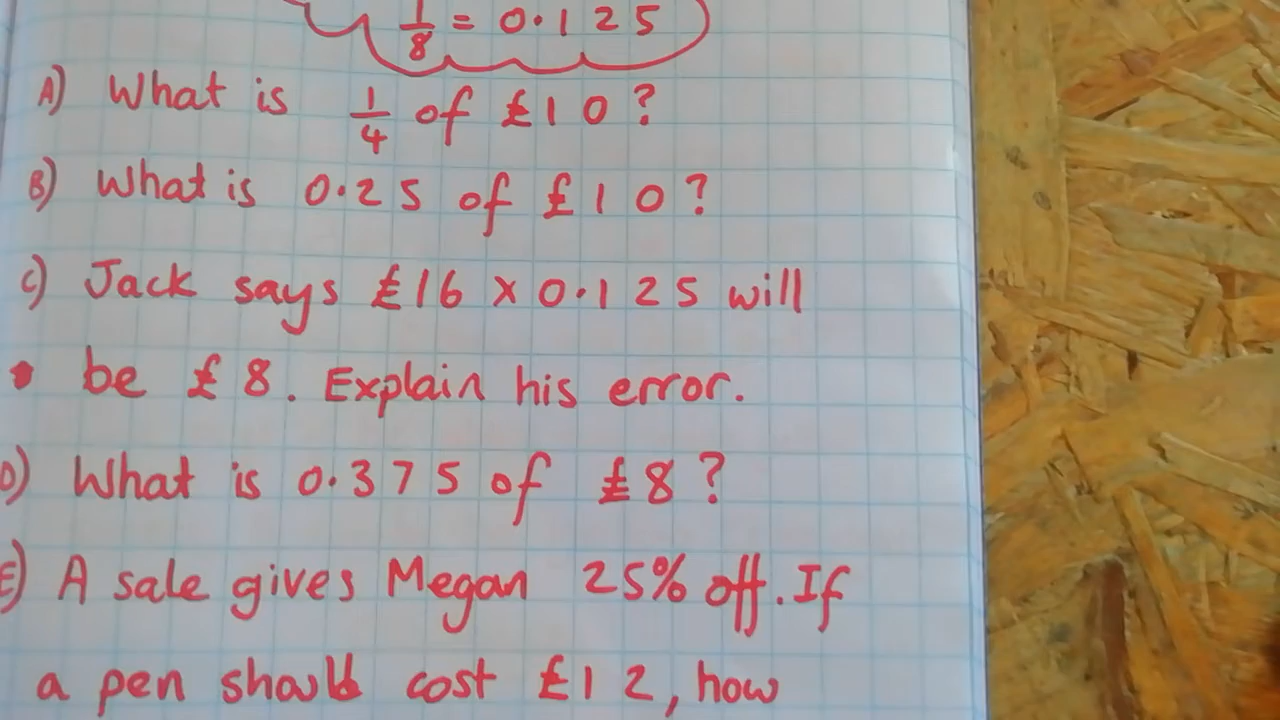 1/8 = 0.125
A) What is 1/4 of £10?
B) What is 0.25 of £10?
C) Jack says £16 x 0.125 will
be £8. Explain his error.
D) What is 0.375 of £8?
E) A sale gives Megan 25% off. If
a pen should cost £12, how